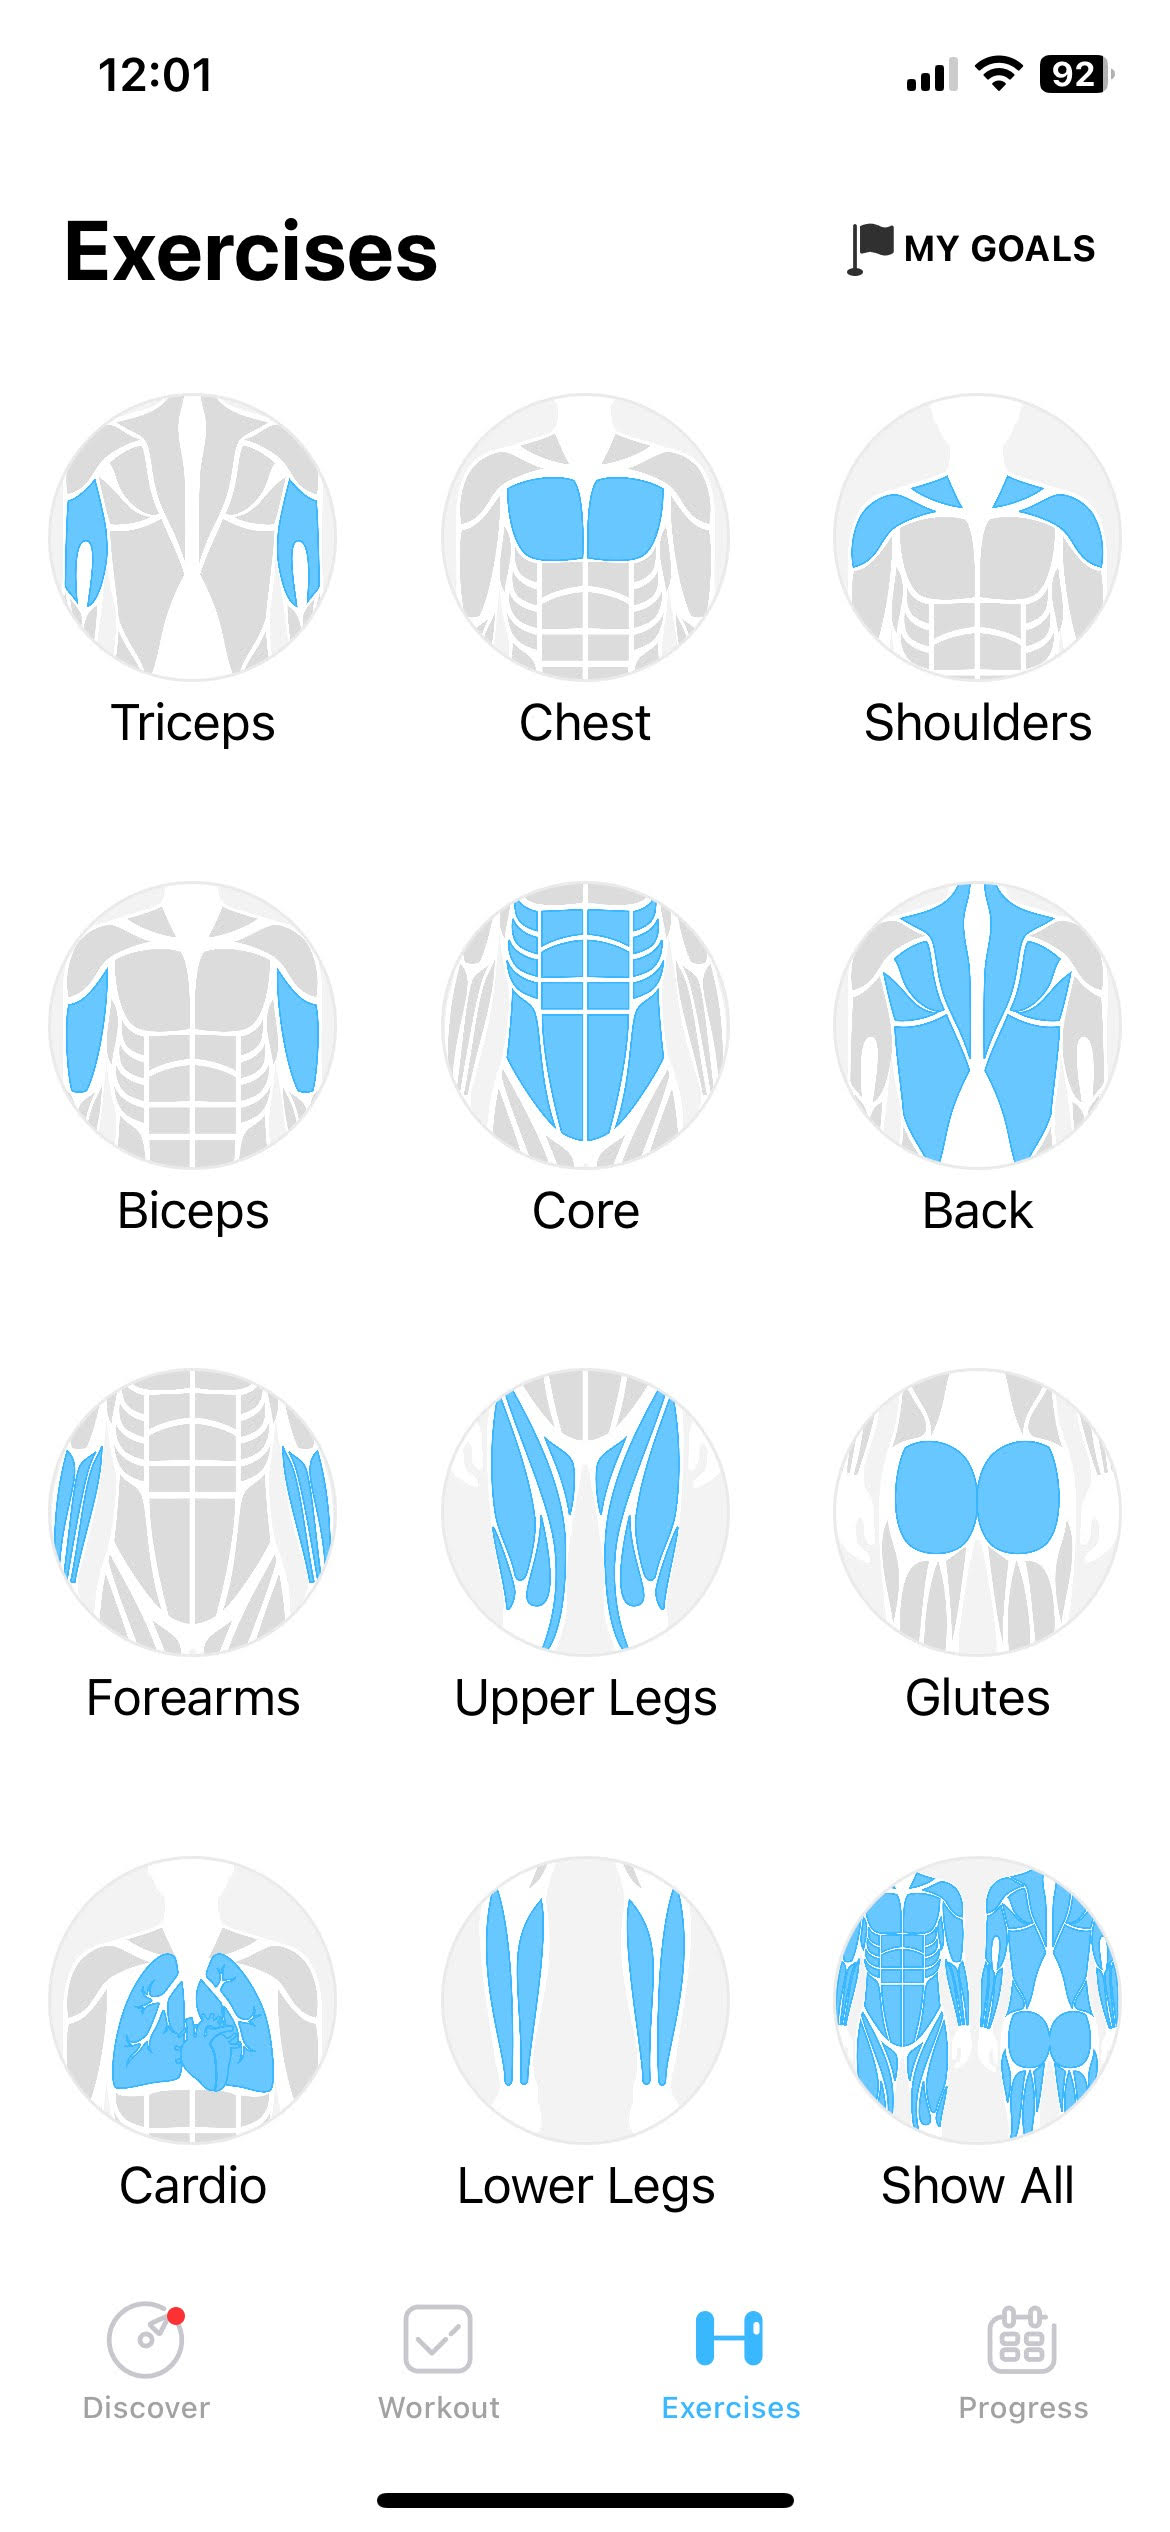 12:01
92
Exercises
MY GOALS
Triceps
Chest
Shoulders
Biceps
Core
Back
Forearms
Upper Legs
Glutes
Cardio
Lower Legs
Show All
Discover
Workout
Exercises
Progress